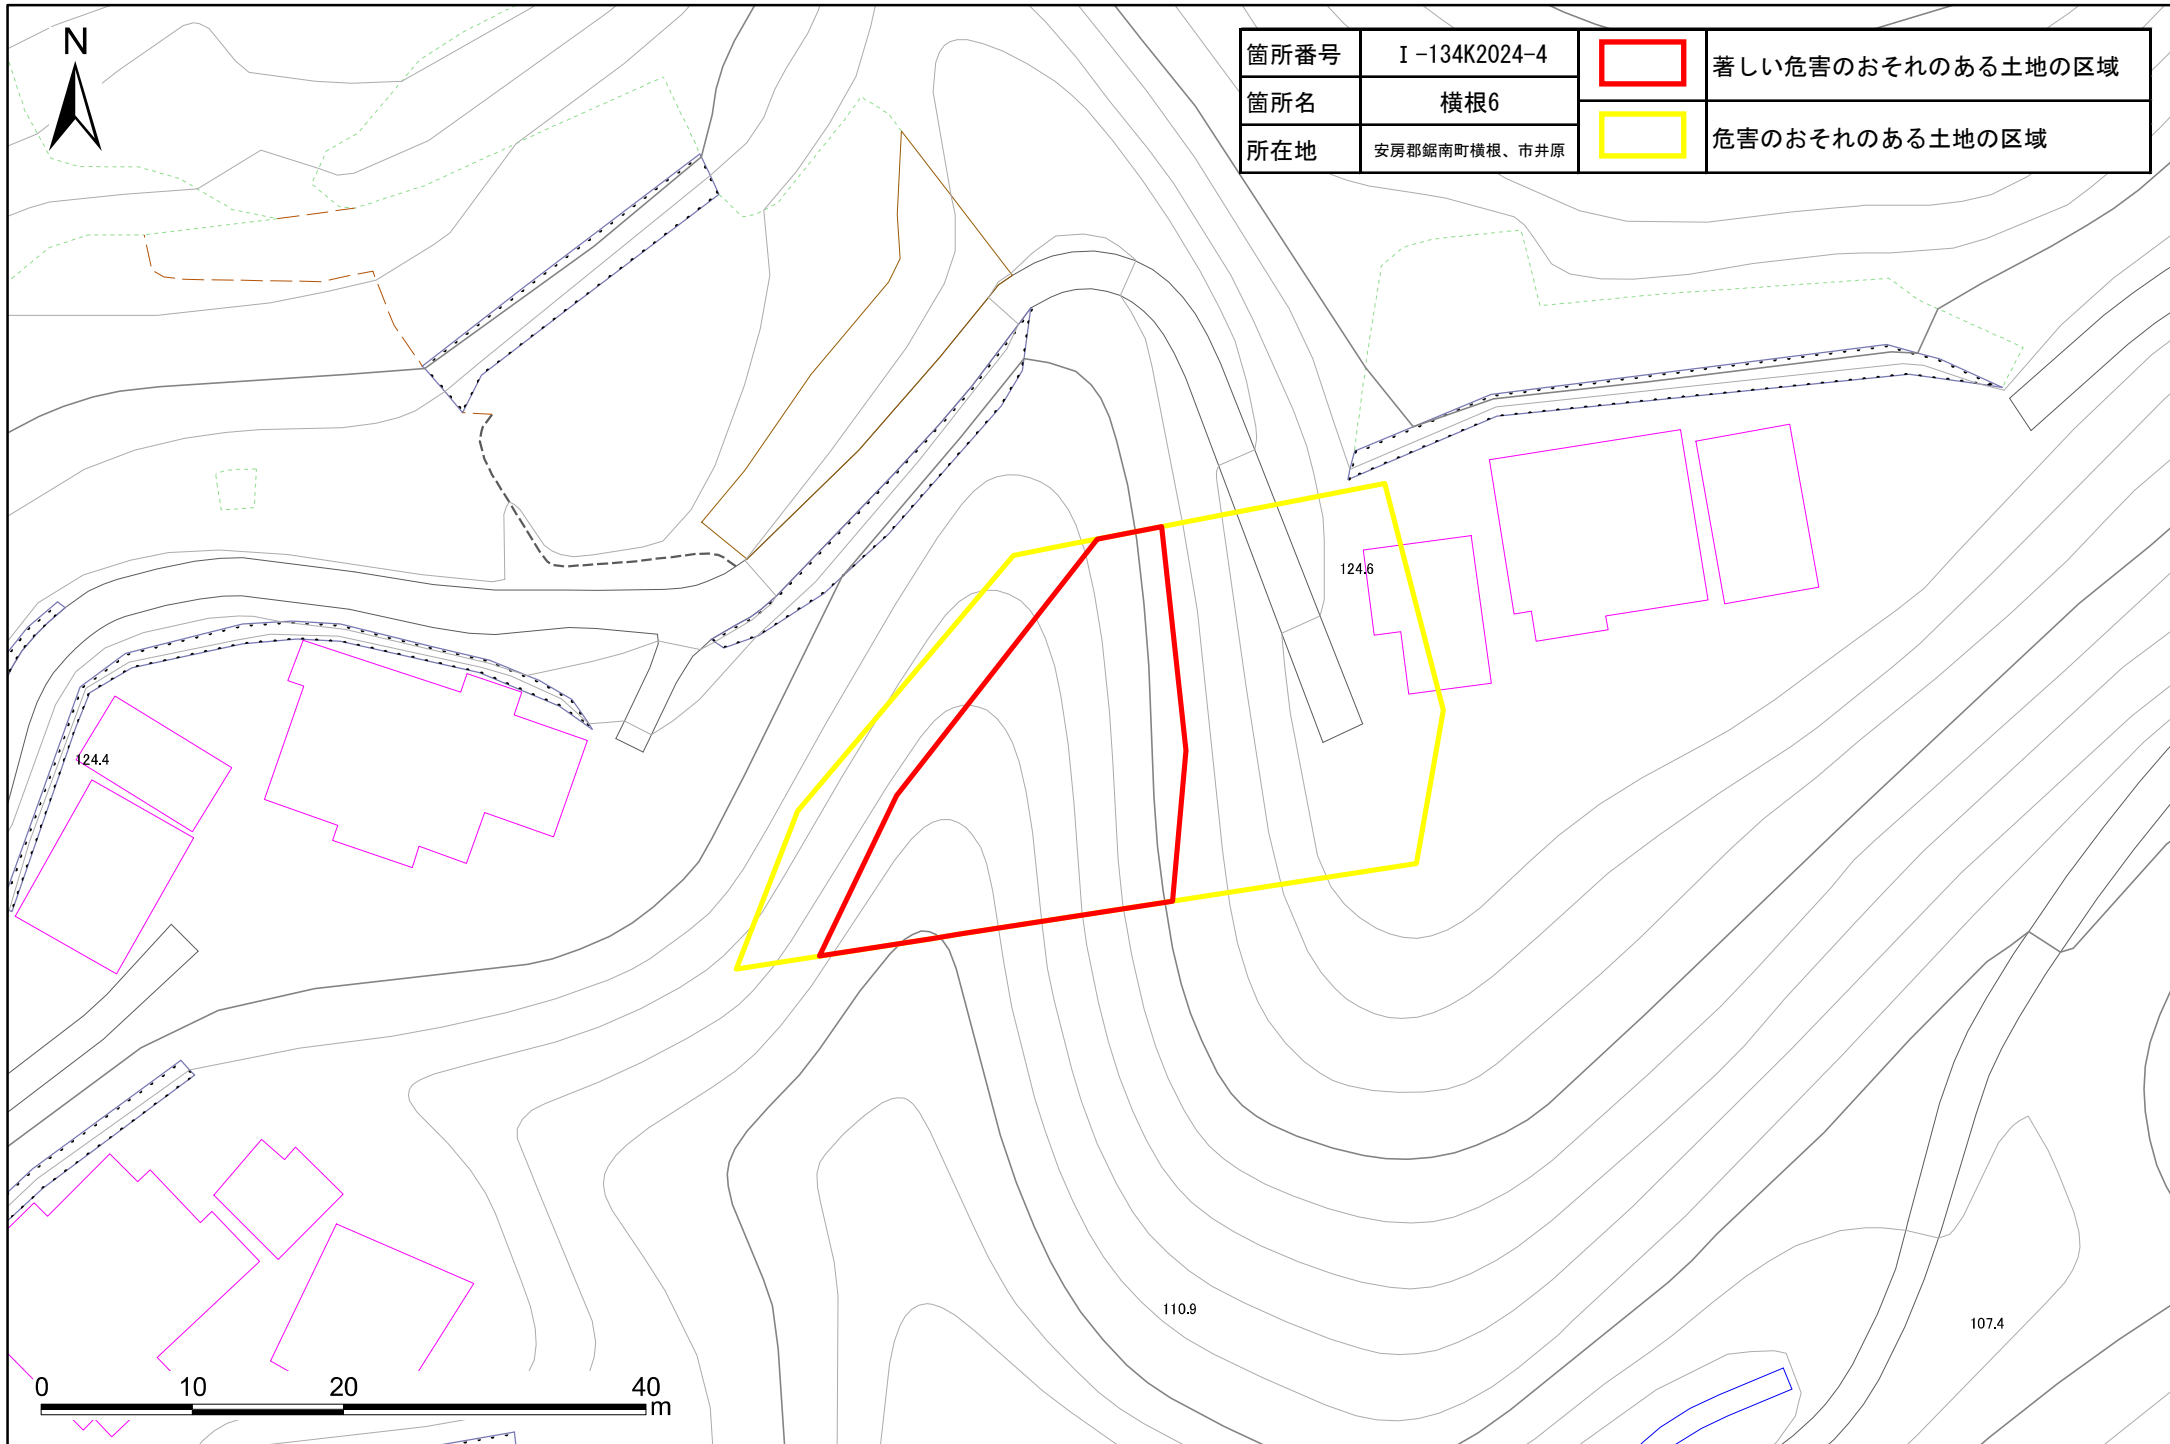 N
箇所番号 Ⅰ-134K2024-4
箇所名 横根6
所在地 安房郡鋸南町横根、市井原
著しい危害のおそれのある土地の区域
危害のおそれのある土地の区域
124.6
124.4
110.9
107.4
0 10 20 40
m